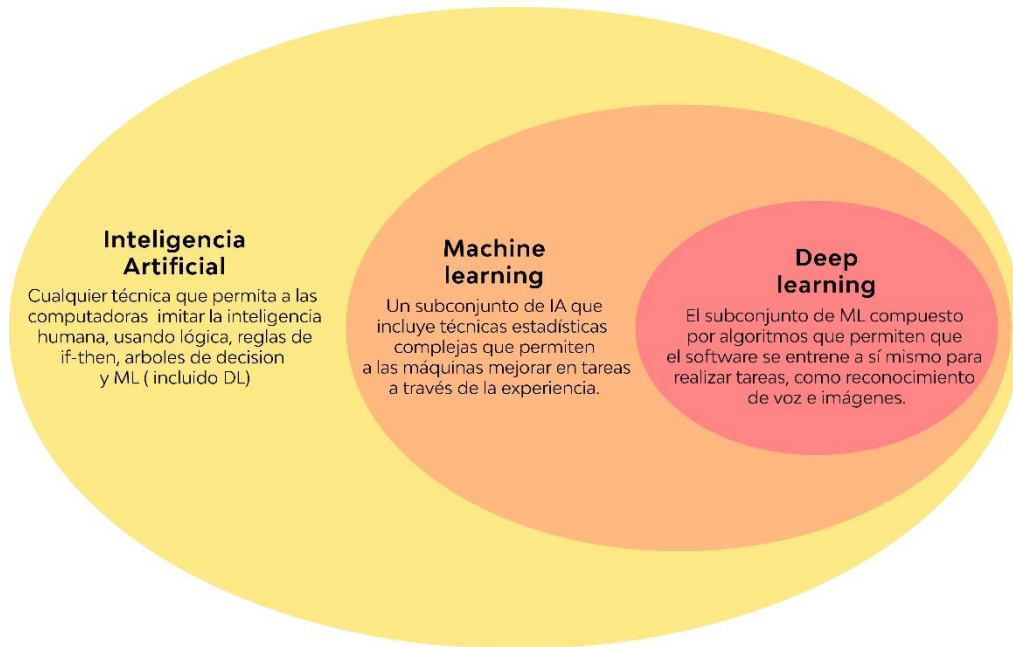 Inteligencia
Artificial
Cualquier técnica que permita a las
computadoras imitar la inteligencia
humana, usando lógica, reglas de
if-then, arboles de decision
y ML ( incluido DL)
Machine
learning
Un subconjunto de IA que
incluye técnicas estadísticas
complejas que permiten
a las máquinas mejorar en tareas
a través de la experiencia.
Deep
learning
El subconjunto de ML compuesto
por algoritmos que permiten que
el software se entrene a sí mismo para
realizar tareas, como reconocimiento
de voz e imágenes.